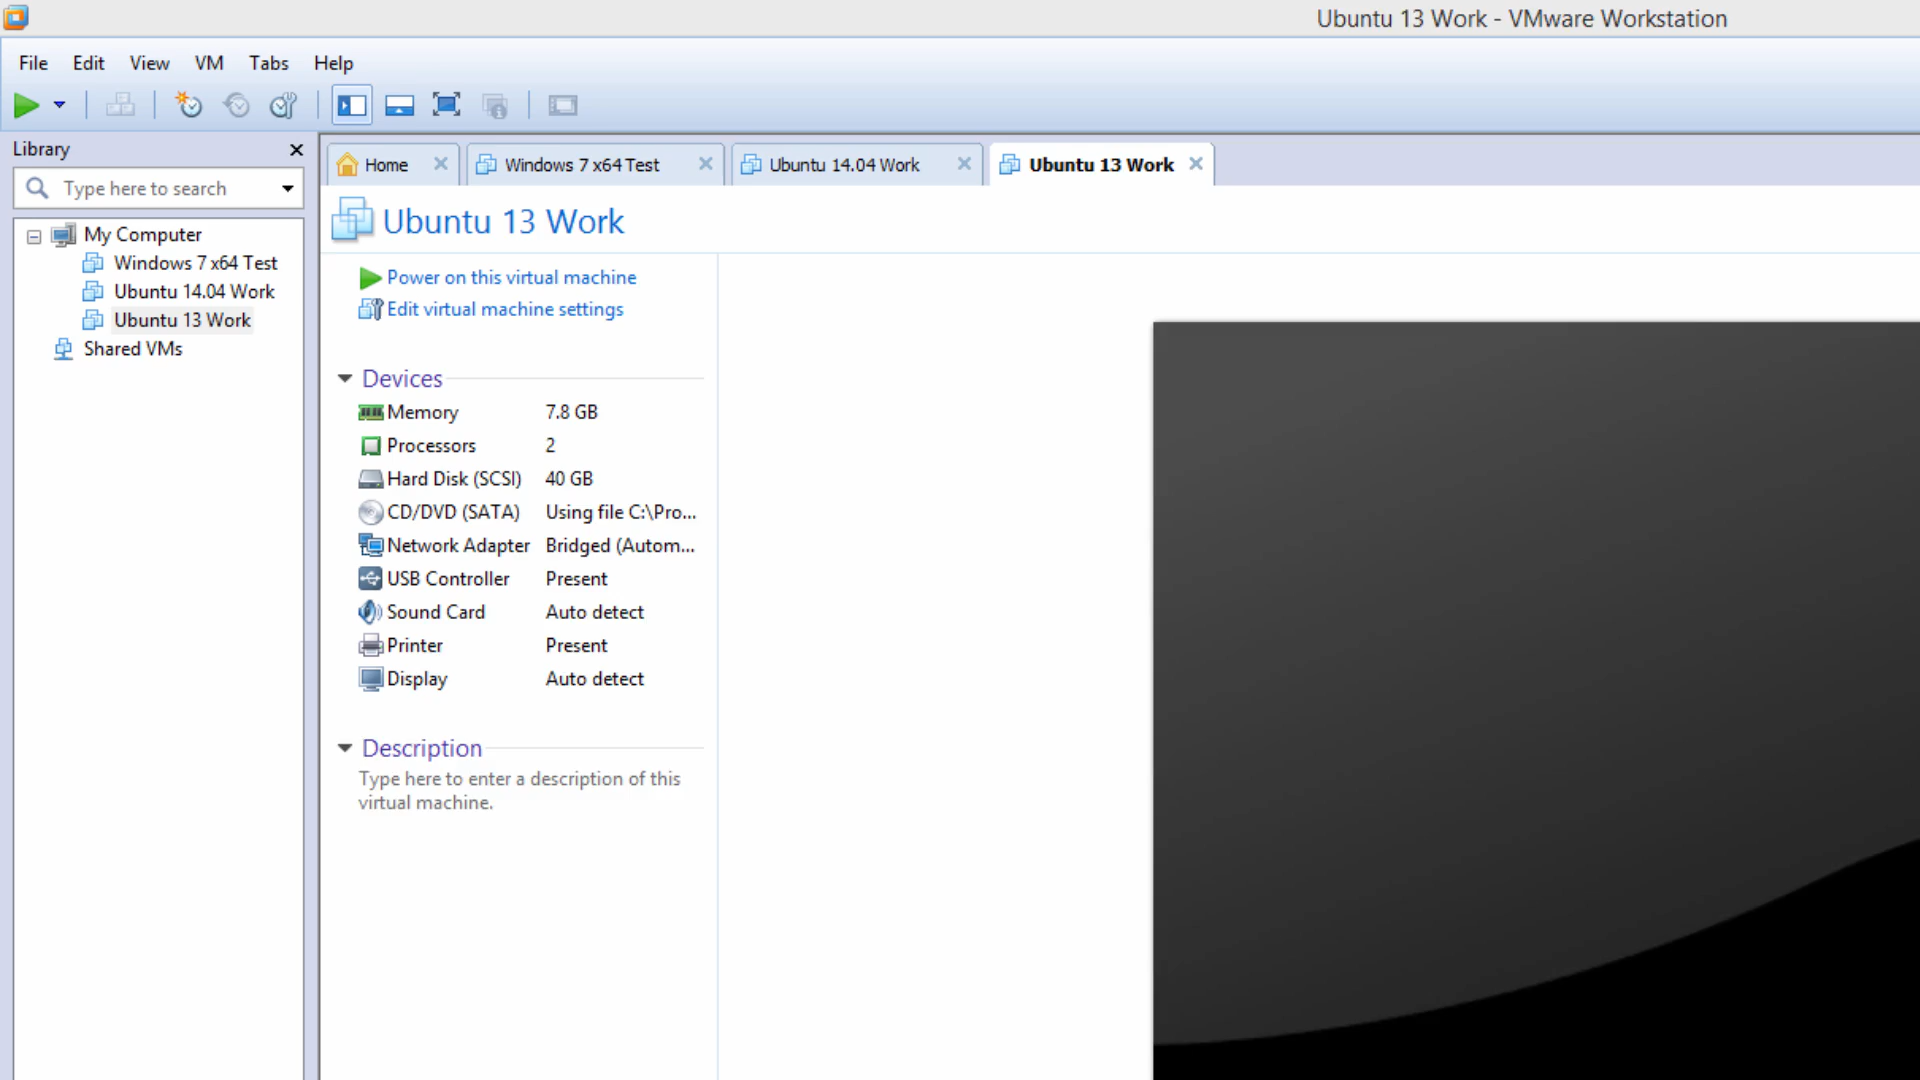 Ubuntu 13 Work - VMware Workstation
File Edit View VM Tabs Help
Library
Type here to search
My Computer
Windows 7 x64 Test
Ubuntu 14.04 Work
Ubuntu 13 Work
Shared VMs
Home Windows 7 x64 Test Ubuntu 14.04 Work Ubuntu 13 Work
Ubuntu 13 Work
Power on this virtual machine
Edit virtual machine settings
Devices
Memory 7.8 GB
Processors 2
Hard Disk (SCSI) 40 GB
CD/DVD (SATA) Using file C:\Pro...
Network Adapter Bridged (Autom...
USB Controller Present
Sound Card Auto detect
Printer Present
Display Auto detect
Description
Type here to enter a description of this
virtual machine.